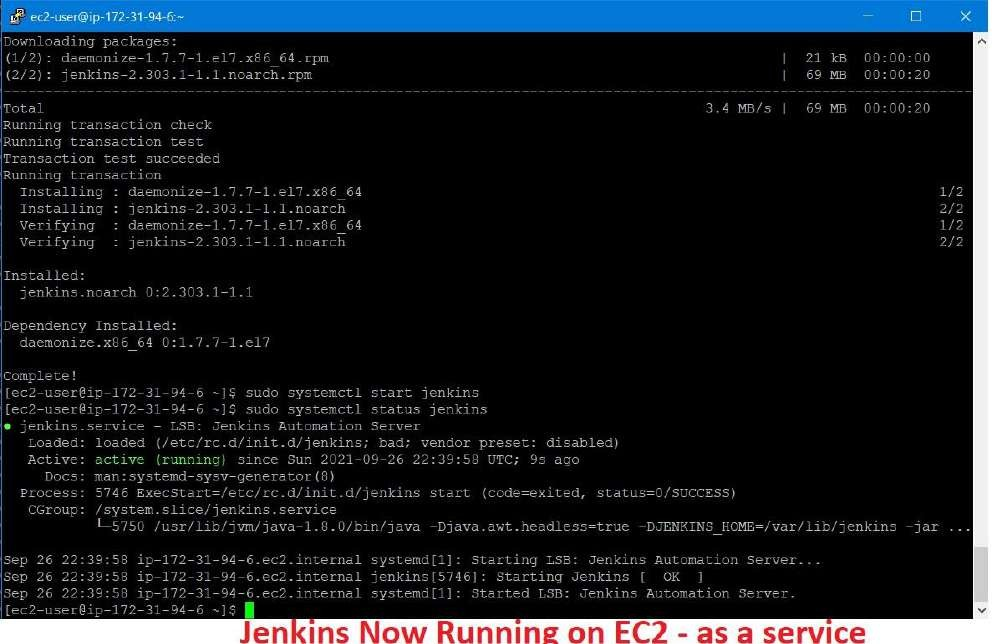 ec2-user@ip-172-31-94-6:~
Downloading packages:
(1/2): daemonize-1.7.7-1.el7.x86_64.rpm | 21 kB 00:00:00
(2/2): jenkins-2.303.1-1.1.noarch.rpm | 69 MB 00:00:20
--------------------------------------------------------------------------------
Total 3.4 MB/s | 69 MB 00:00:20
Running transaction check
Running transaction test
Transaction test succeeded
Running transaction
Installing : daemonize-1.7.7-1.el7.x86_64 1/2
Installing : jenkins-2.303.1-1.1.noarch 2/2
Verifying : daemonize-1.7.7-1.el7.x86_64 1/2
Verifying : jenkins-2.303.1-1.1.noarch 2/2
Installed:
jenkins.noarch 0:2.303.1-1.1
Dependency Installed:
daemonize.x86_64 0:1.7.7-1.el7
Complete!
[ec2-user@ip-172-31-94-6 ~]$ sudo systemctl start jenkins
[ec2-user@ip-172-31-94-6 ~]$ sudo systemctl status jenkins
● jenkins.service - LSB: Jenkins Automation Server
Loaded: loaded (/etc/rc.d/init.d/jenkins; bad; vendor preset: disabled)
Active: active (running) since Sun 2021-09-26 22:39:58 UTC; 9s ago
Docs: man:systemd-sysv-generator(8)
Process: 5746 ExecStart=/etc/rc.d/init.d/jenkins start (code=exited, status=0/SUCCESS)
CGroup: /system.slice/jenkins.service
└─5750 /usr/lib/jvm/java-1.8.0/bin/java -Djava.awt.headless=true -DJENKINS_HOME=/var/lib/jenkins -jar ...
Sep 26 22:39:58 ip-172-31-94-6.ec2.internal systemd[1]: Starting LSB: Jenkins Automation Server...
Sep 26 22:39:58 ip-172-31-94-6.ec2.internal jenkins[5746]: Starting Jenkins [ OK ]
Sep 26 22:39:58 ip-172-31-94-6.ec2.internal systemd[1]: Started LSB: Jenkins Automation Server.
[ec2-user@ip-172-31-94-6 ~]$
Jenkins Now Running on EC2 - as a service